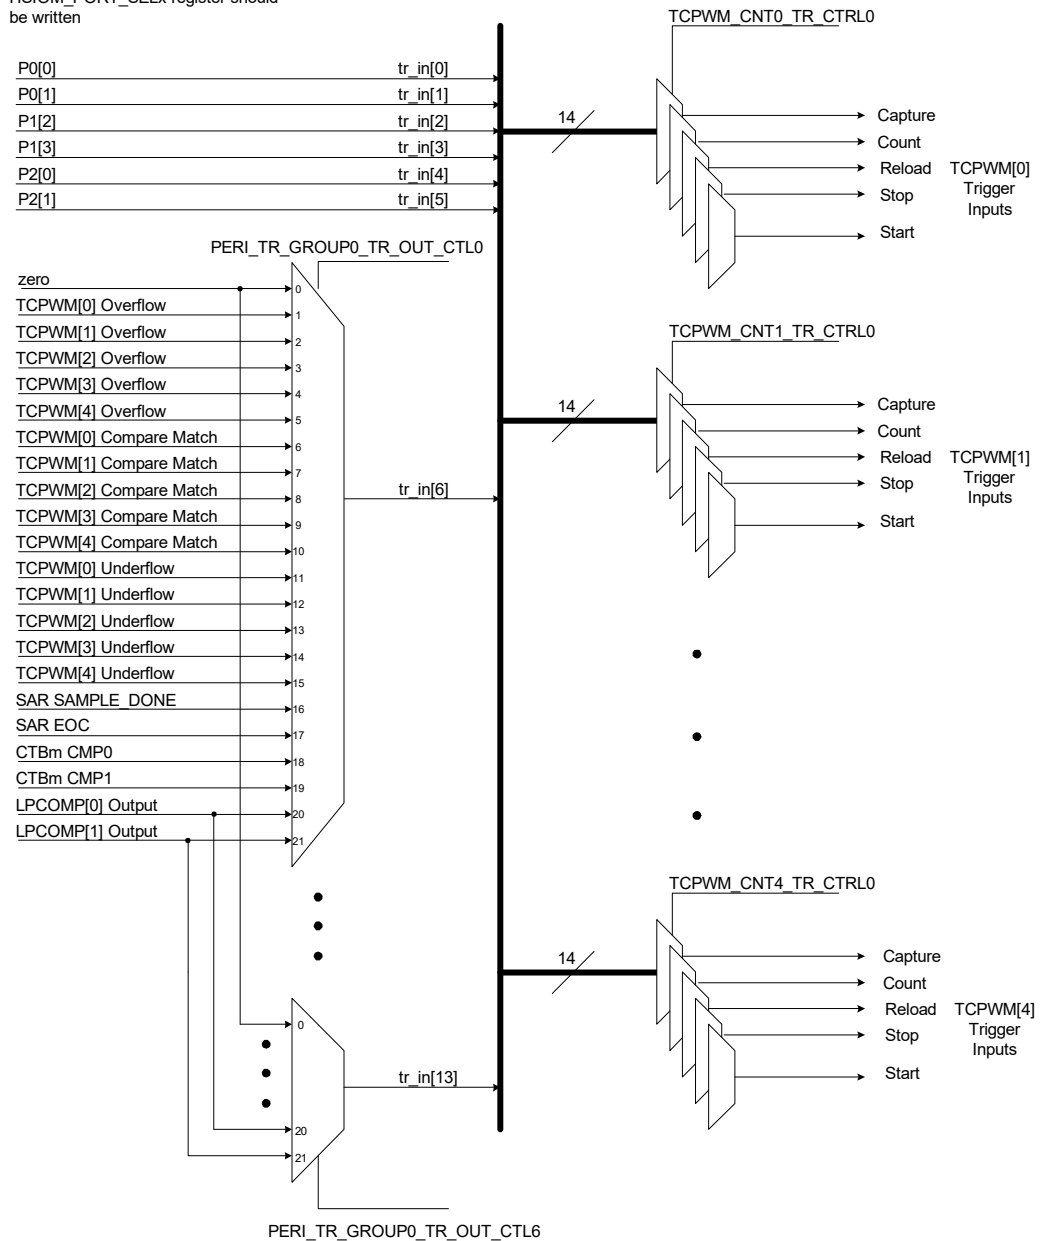 be written
TCPWM_CNT0_TR_CTRL0
P0[0] tr_in[0]
P0[1] tr_in[1]
P1[2] tr_in[2]
P1[3] tr_in[3]
P2[0] tr_in[4]
P2[1] tr_in[5]
14
Capture
Count
Reload
Stop
Start
TCPWM[0]
Trigger
Inputs
PERI_TR_GROUP0_TR_OUT_CTL0
zero 0
TCPWM[0] Overflow 1
TCPWM[1] Overflow 2
TCPWM[2] Overflow 3
TCPWM[3] Overflow 4
TCPWM[4] Overflow 5
TCPWM[0] Compare Match 6
TCPWM[1] Compare Match 7
TCPWM[2] Compare Match 8
TCPWM[3] Compare Match 9
TCPWM[4] Compare Match 10
TCPWM[0] Underflow 11
TCPWM[1] Underflow 12
TCPWM[2] Underflow 13
TCPWM[3] Underflow 14
TCPWM[4] Underflow 15
SAR SAMPLE_DONE 16
SAR EOC 17
CTBm CMP0 18
CTBm CMP1 19
LPCOMP[0] Output 20
LPCOMP[1] Output 21
tr_in[6]
TCPWM_CNT1_TR_CTRL0
14
Capture
Count
Reload
Stop
Start
TCPWM[1]
Trigger
Inputs
TCPWM_CNT4_TR_CTRL0
14
Capture
Count
Reload
Stop
Start
TCPWM[4]
Trigger
Inputs
0
20
21
tr_in[13]
PERI_TR_GROUP0_TR_OUT_CTL6